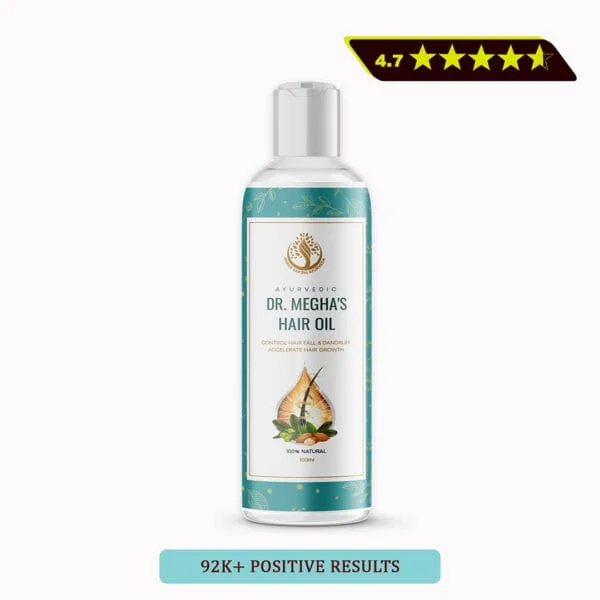 4.7
AYURVEDIC
DR. MEGHA'S
HAIR OIL
CONTROL HAIR FALL & DANDRUFF
ACCELERATE HAIR GROWTH
100% NATURAL
92K+ POSITIVE RESULTS